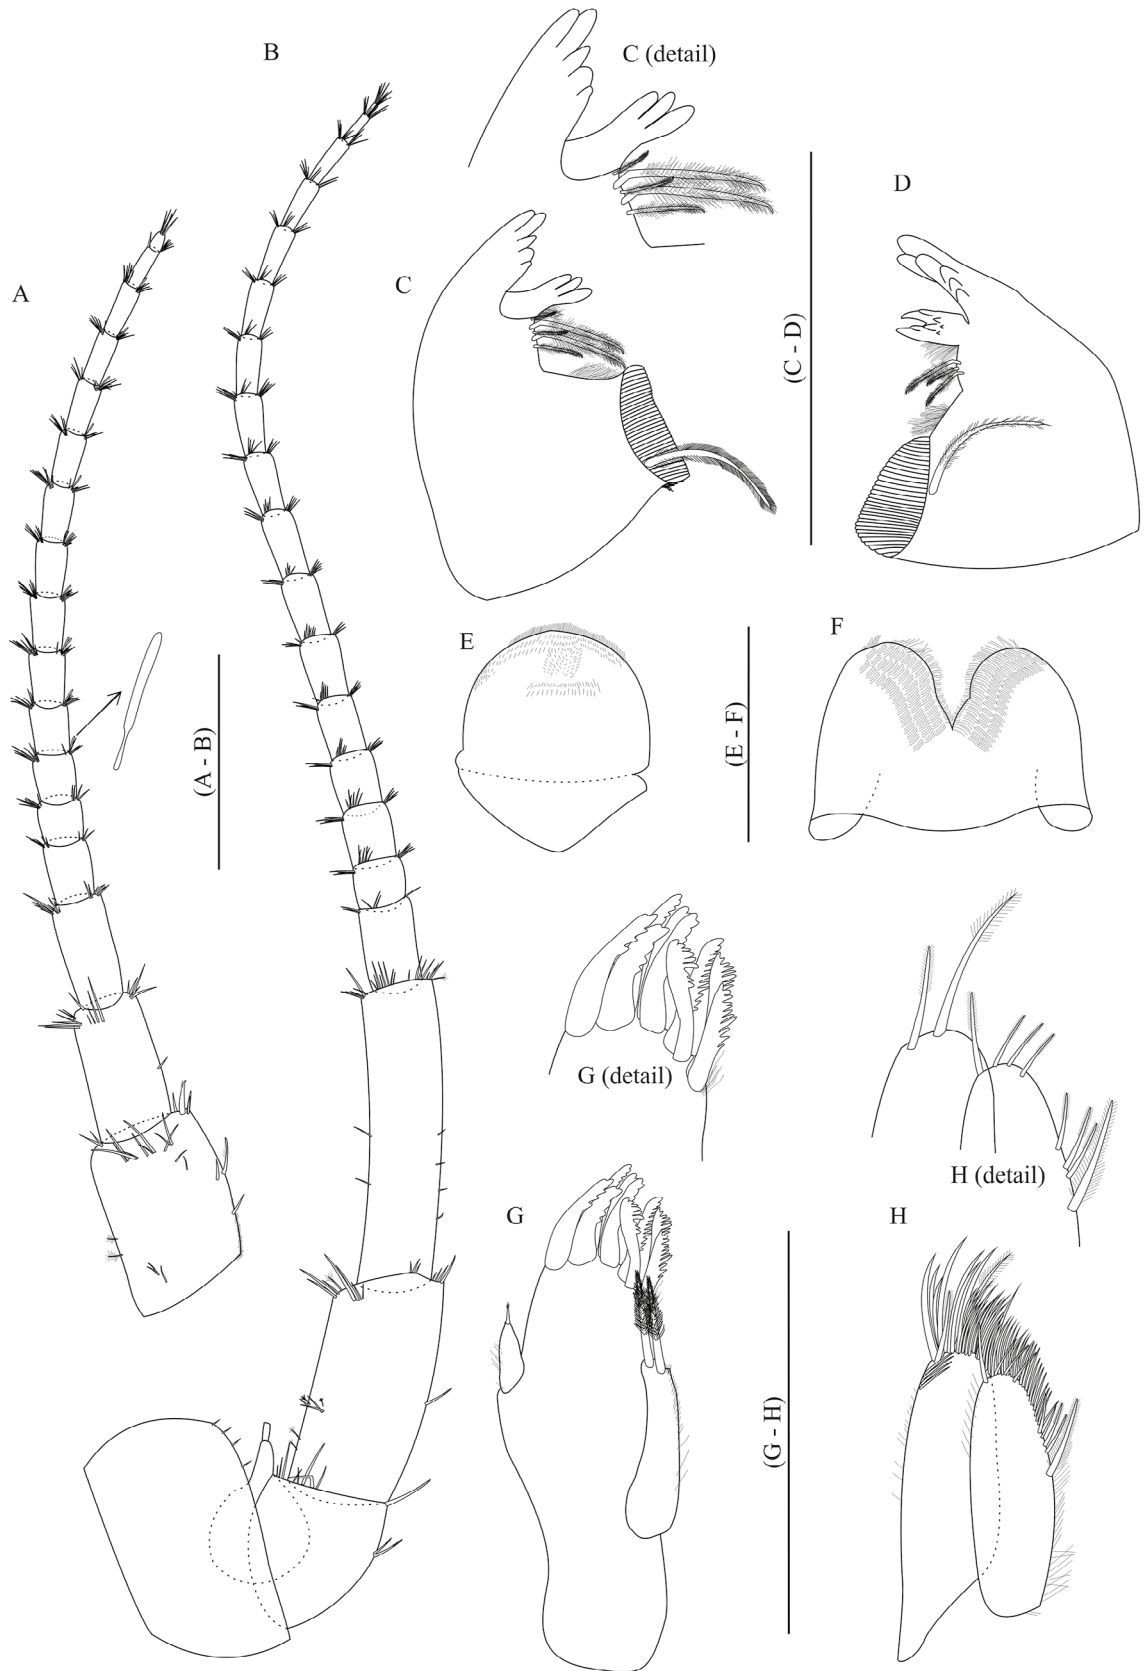 B
C (detail)
D
A
C
(C - D)
E
F
(A - B)
(E - F)
G (detail)
H (detail)
G
H
(G - H)